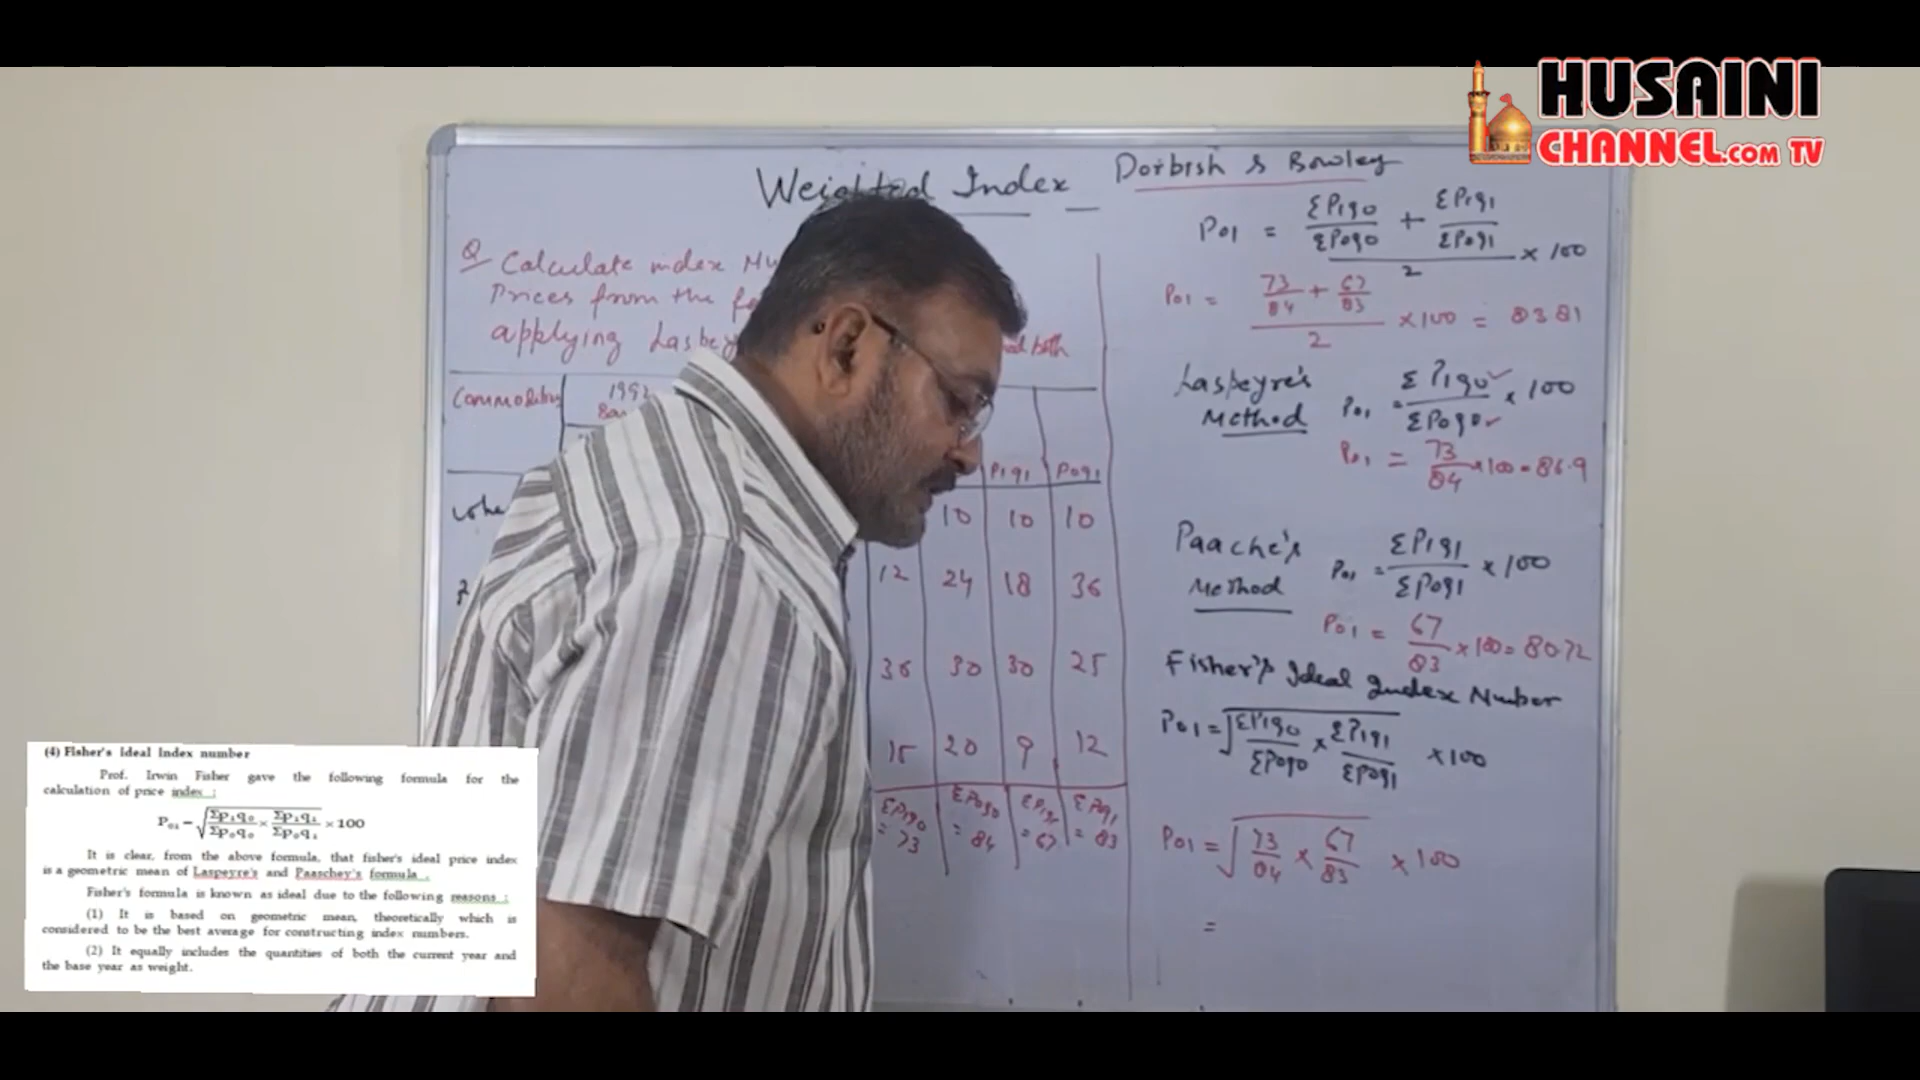 HUSAINI
CHANNEL.COM TV
Weighted Index
Q Calculate index Nu
Prices from the
applying Laspey
both
Commodities
1992
P1q1 P0q1
10 10 10
12 24 18 36
36 30 30 25
15 20 9 12
ΣP1q0 ΣP0q0 ΣP1q1 ΣP0q1
= 73 = 84 = 67 = 83
Dorbish & Bowley
P01 = ΣP1q0/ΣP0q0 + ΣP1q1/ΣP0q1
2 × 100
P01 = 73/84 + 67/83
2 × 100 = 8381
Laspeyre's
Method
P01 = ΣP1q0/ΣP0q0 × 100
P01 = 73/84 × 100 = 86.9
Paache's
Method
P01 = ΣP1q1/ΣP0q1 × 100
P01 = 67/83 × 100 = 80.72
Fisher's Ideal Index Number
P01 = √ΣP1q0/ΣP0q0 × ΣP1q1/ΣP0q1 × 100
P01 = √73/84 × 67/83 × 100
=
(4) Fisher's Ideal Index number
Prof. Irwin Fisher gave the following formula for the
calculation of price index :
P01 = √Σp1q0/Σp0q0 × Σp1q1/Σp0q1 × 100
It is clear, from the above formula, that fisher's ideal price index
is a geometric mean of Laspeyre's and Paaschey's formula .
Fisher's formula is known as ideal due to the following reasons :
(1) It is based on geometric mean, theoretically which is
considered to be the best average for constructing index numbers.
(2) It equally includes the quantities of both the current year and
the base year as weight.